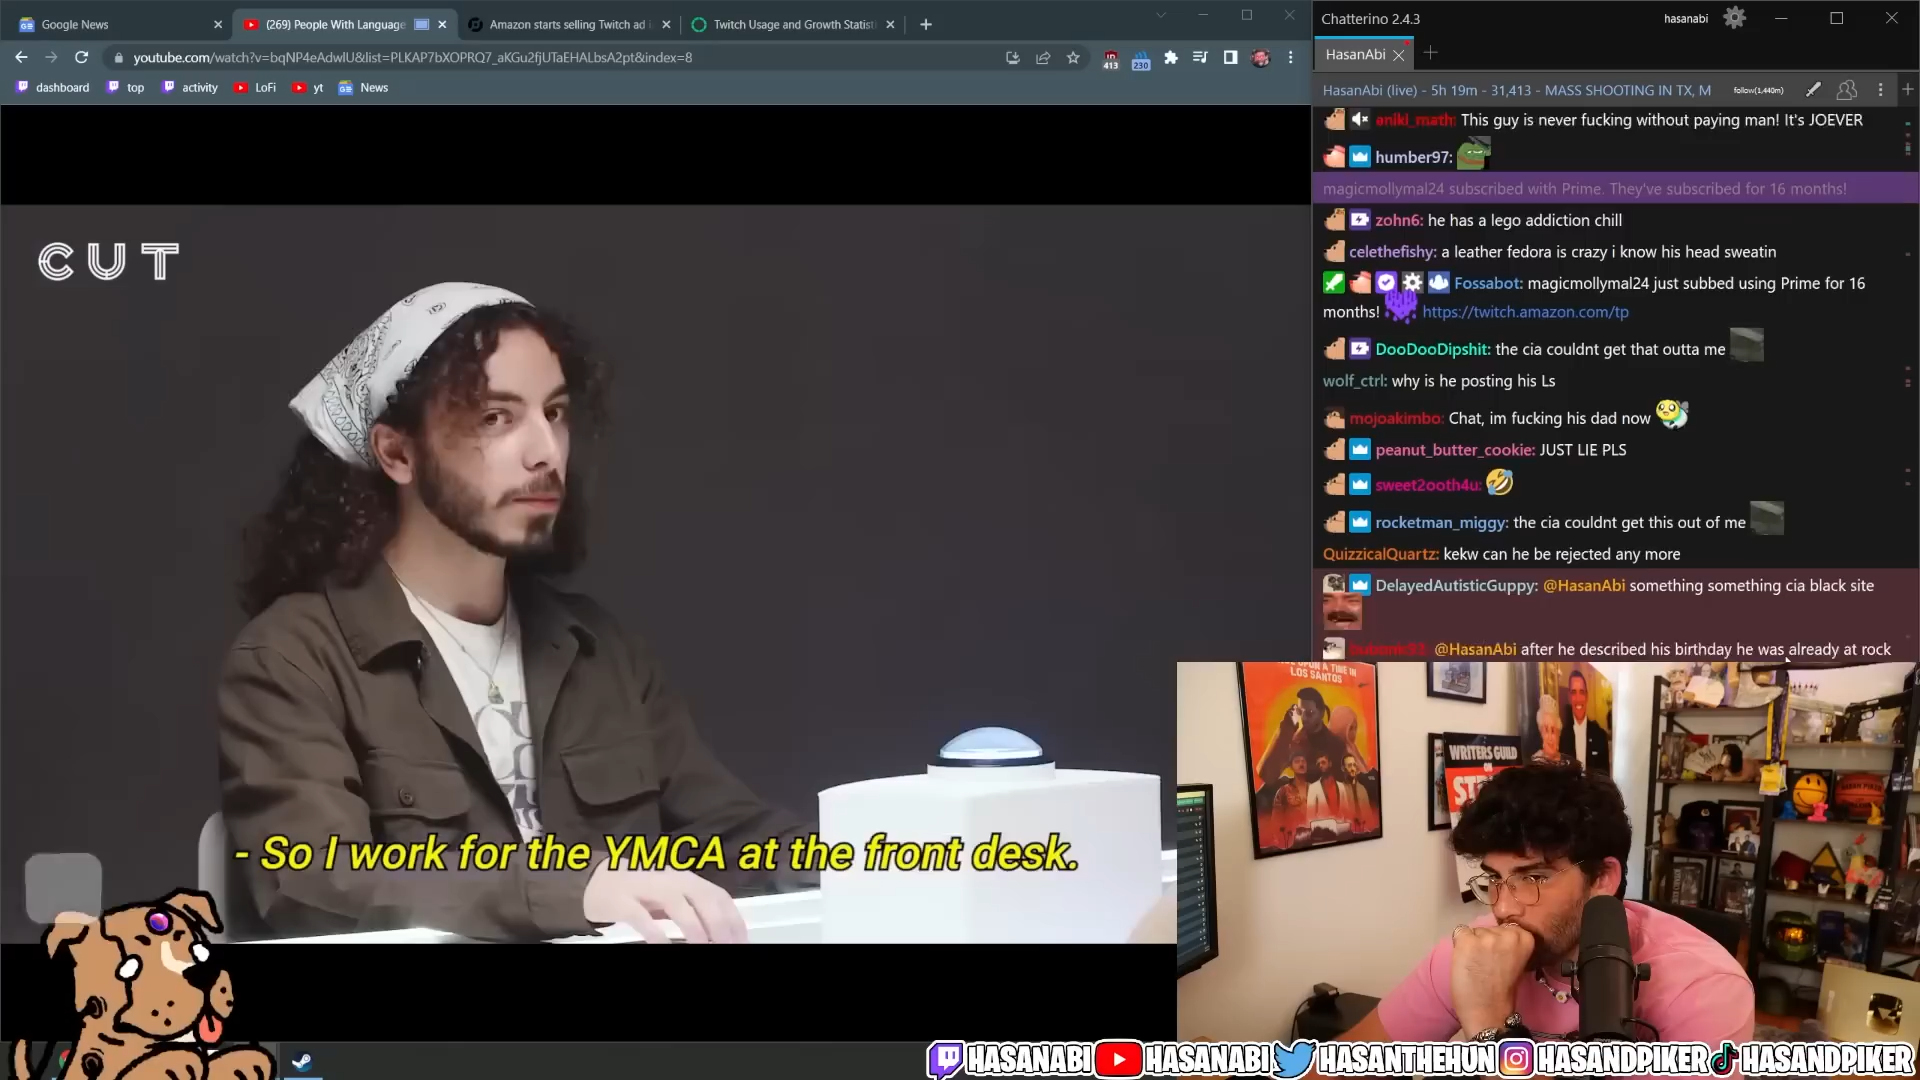 Google News
(269) People With Language
Amazon starts selling Twitch ad i
Twitch Usage and Growth Statist
youtube.com/watch?v=bqNP4eAdwlU&list=PLKAP7bXOPRQ7_aKGu2fjUTaEHALbsA2pt&index=8
413
230
dashboard
top
activity
LoFi
yt
News
CUT
- So I work for the YMCA at the front desk.
Chatterino 2.4.3
hasanabi
HasanAbi
HasanAbi (live) - 5h 19m - 31,413 - MASS SHOOTING IN TX, M
follow(1,440m)
aniki_math: This guy is never fucking without paying man! It's JOEVER
humber97:
magicmollymal24 subscribed with Prime. They've subscribed for 16 months!
zohn6: he has a lego addiction chill
celethefishy: a leather fedora is crazy i know his head sweatin
Fossabot: magicmollymal24 just subbed using Prime for 16
months! https://twitch.amazon.com/tp
DooDooDipshit: the cia couldnt get that outta me
wolf_ctrl: why is he posting his Ls
mojoakimbo: Chat, im fucking his dad now
peanut_butter_cookie: JUST LIE PLS
sweet2ooth4u:
rocketman_miggy: the cia couldnt get this out of me
QuizzicalQuartz: kekw can he be rejected any more
DelayedAutisticGuppy: @HasanAbi something something cia black site
@HasanAbi after he described his birthday he was already at rock
LOS SANTOS
WRITERS GUILD
HASANABI
HASANABI
HASANTHEHUN
HASANDPIKER
HASANDPIKER